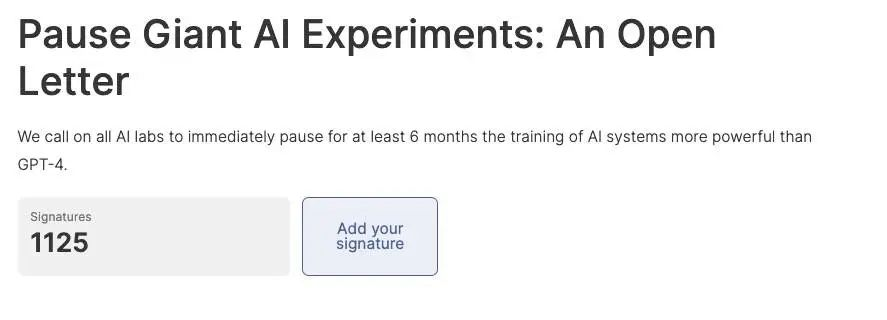 Pause Giant AI Experiments: An Open
Letter
We call on all AI labs to immediately pause for at least 6 months the training of AI systems more powerful than
GPT-4.
Signatures
1125
Add your
signature